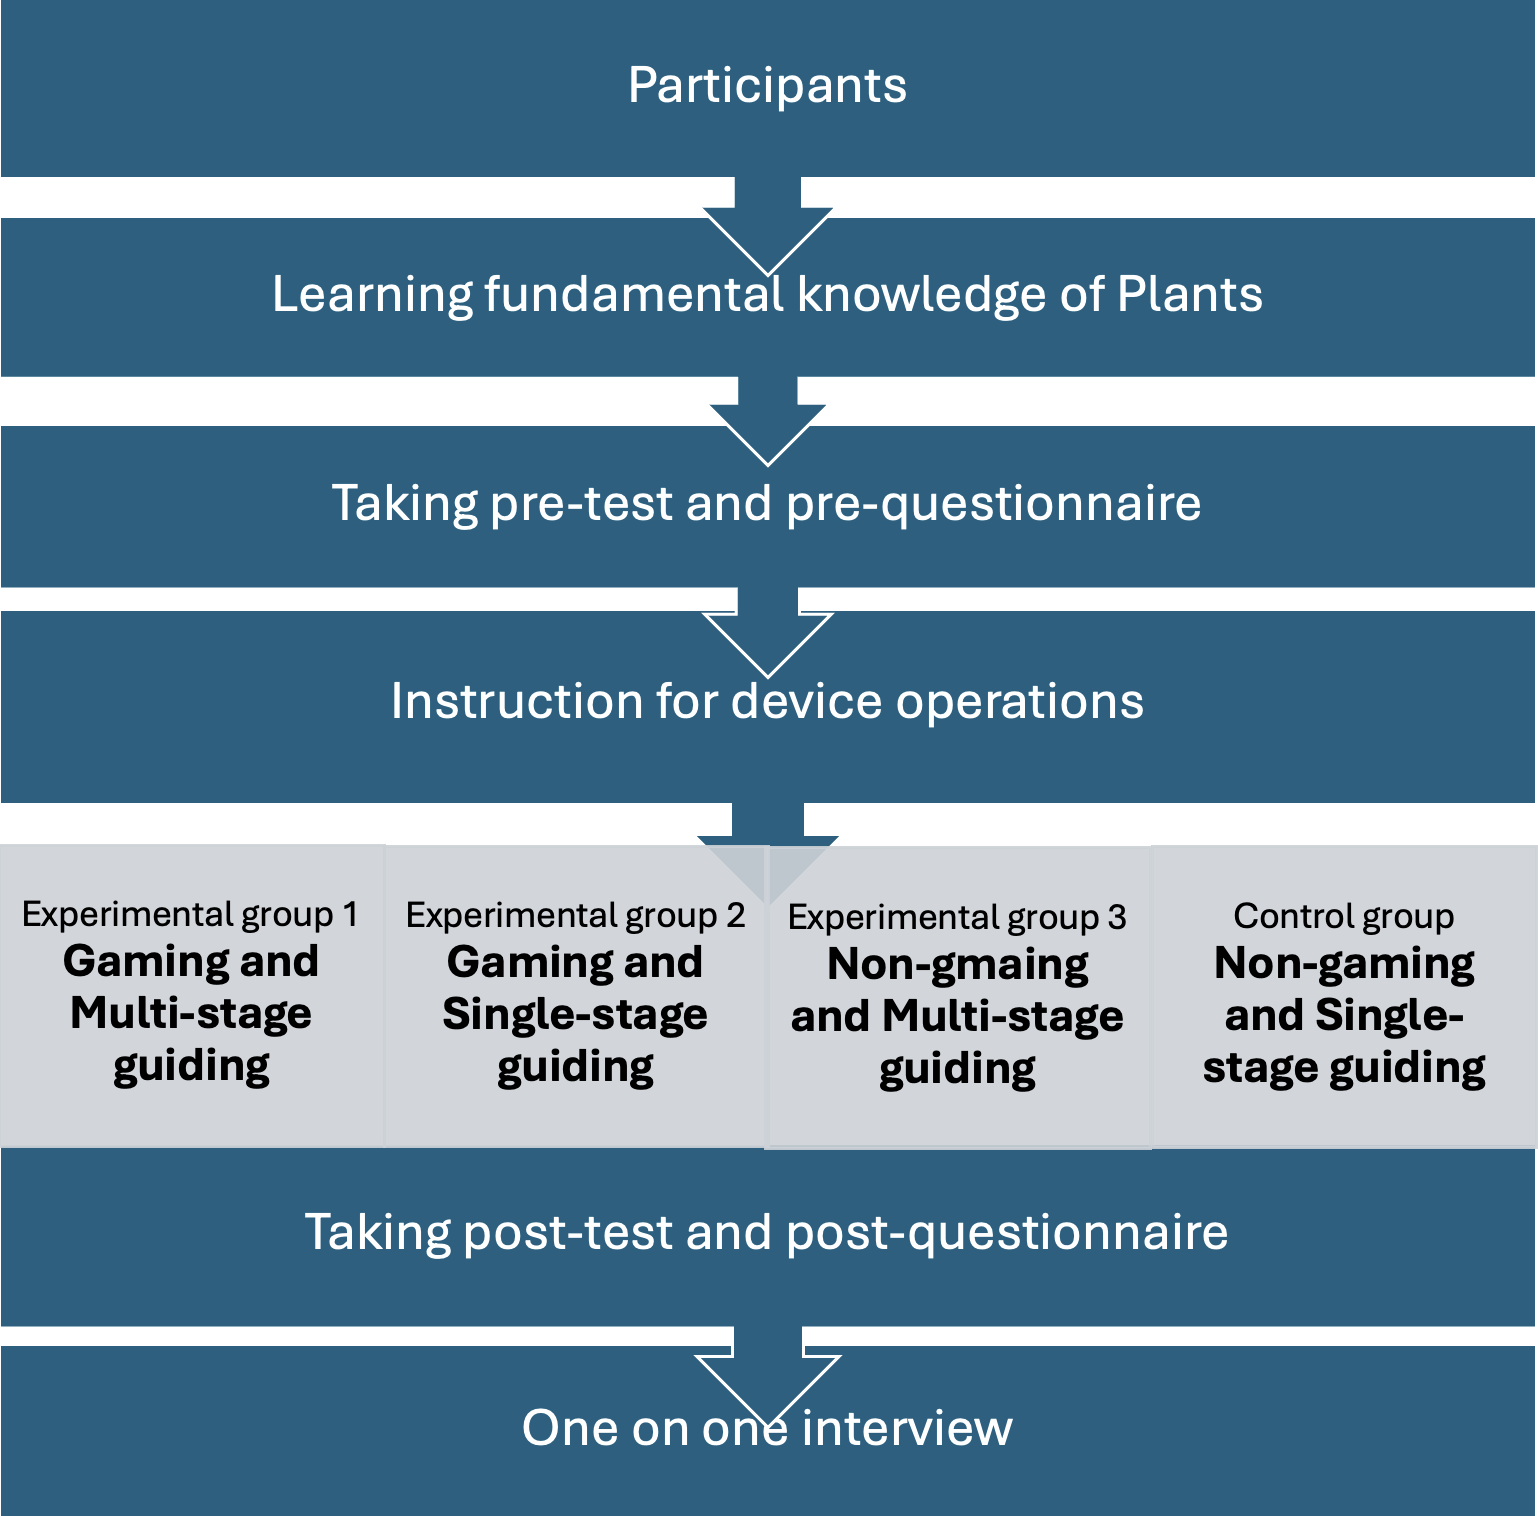 Participants
Learning fundamental knowledge of Plants
Taking pre-test and pre-questionnaire
Instruction for device operations
Experimental group 1
Gaming and
Multi-stage
guiding
Experimental group 2
Gaming and
Single-stage
guiding
Experimental group 3
Non-gmaing
and Multi-stage
guiding
Control group
Non-gaming
and Single-
stage guiding
Taking post-test and post-questionnaire
One on one interview